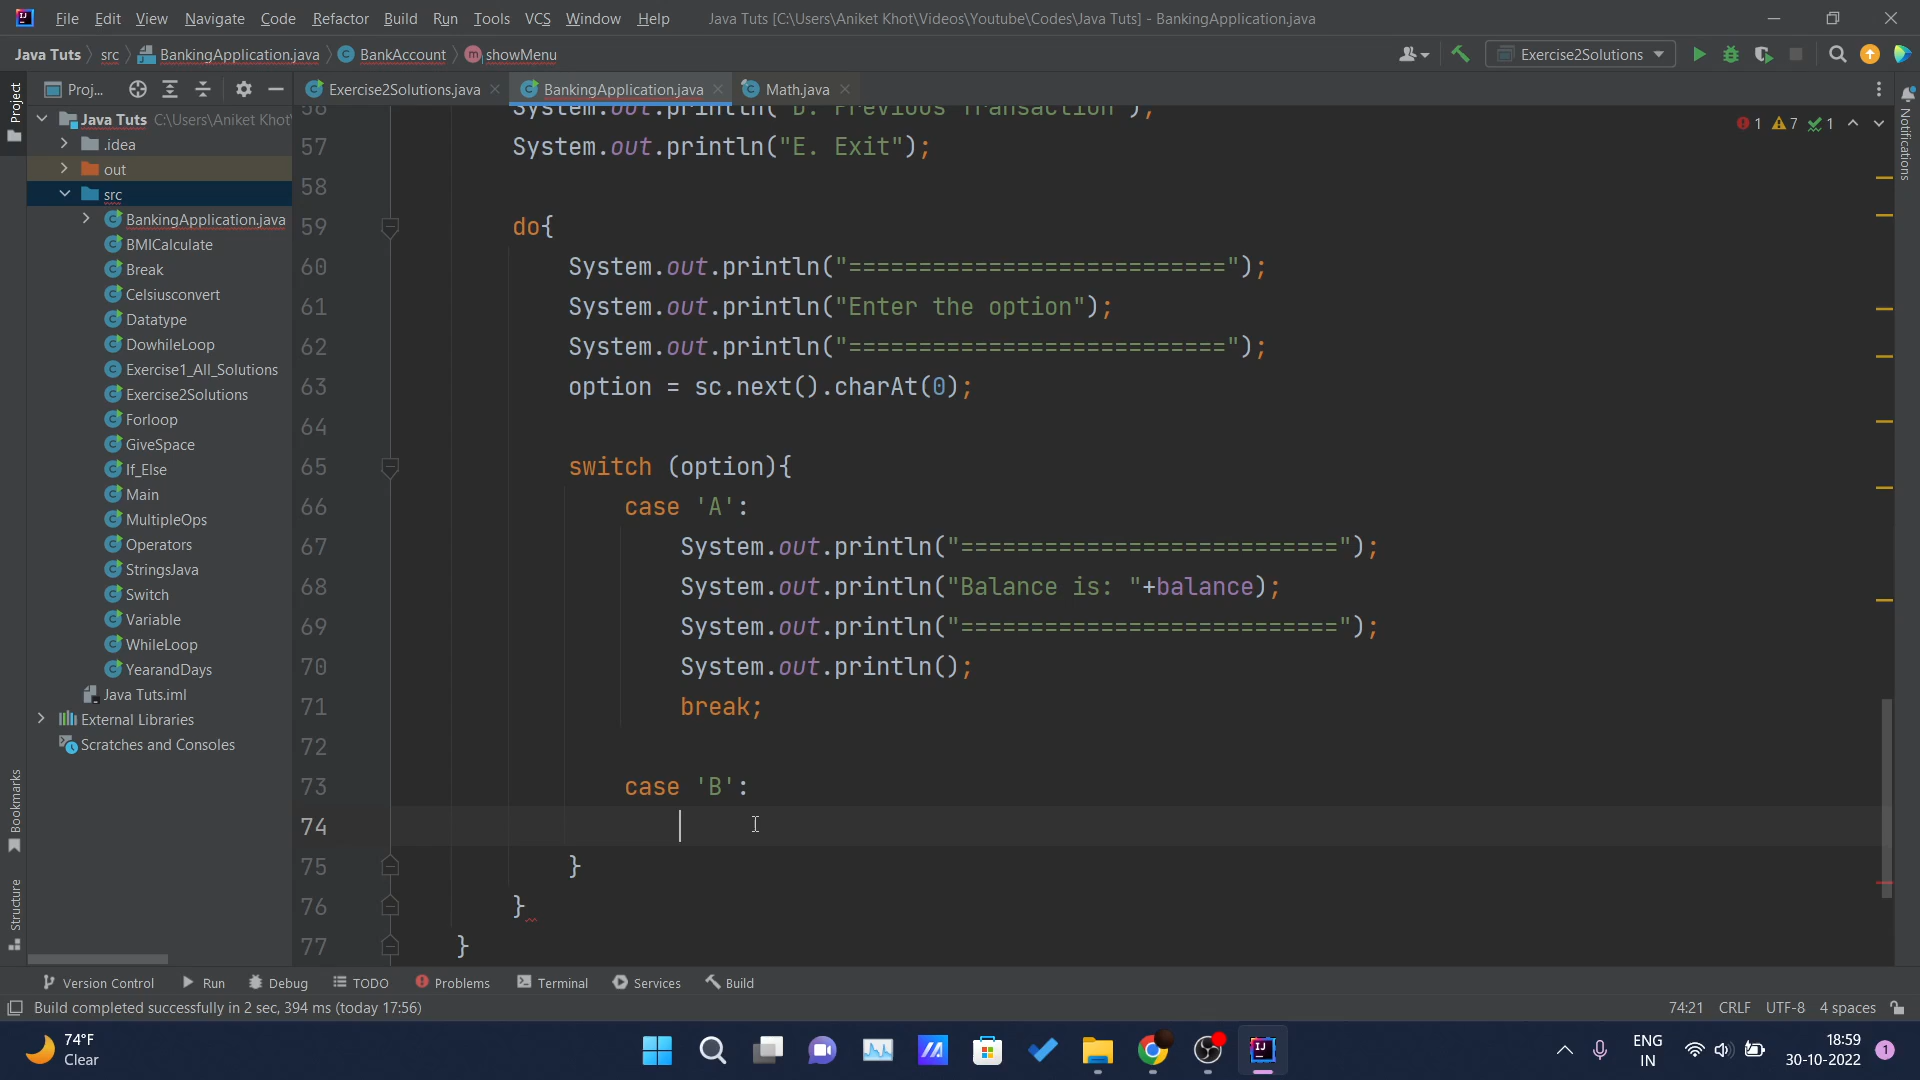 File Edit View Navigate Code Refactor Build Run Tools VCS Window Help Java Tuts [C:\Users\Aniket Khot\Videos\Youtube\Codes\Java Tuts] - BankingApplication.java
Java Tuts src BankingApplication.java BankAccount showMenu Exercise2Solutions
Project Proj... Exercise2Solutions.java BankingApplication.java Math.java
Java Tuts C:\Users\Aniket Khot\
.idea
out
src
BankingApplication.java
BMICalculate
Break
Celsiusconvert
Datatype
DowhileLoop
Exercise1_All_Solutions
Exercise2Solutions
Forloop
GiveSpace
If_Else
Main
MultipleOps
Operators
StringsJava
Switch
Variable
WhileLoop
YearandDays
Java Tuts.iml
External Libraries
Scratches and Consoles
Bookmarks
Structure
Notifications
1 7 1
56 System.out.println("D. Previous Transaction");
57 System.out.println("E. Exit");
58
59 do{
60 System.out.println("===========================");
61 System.out.println("Enter the option");
62 System.out.println("===========================");
63 option = sc.next().charAt(0);
64
65 switch (option){
66 case 'A':
67 System.out.println("===========================");
68 System.out.println("Balance is: "+balance);
69 System.out.println("===========================");
70 System.out.println();
71 break;
72
73 case 'B':
74
75 }
76 }
77 }
Version Control Run Debug TODO Problems Terminal Services Build
Build completed successfully in 2 sec, 394 ms (today 17:56) 74:21 CRLF UTF-8 4 spaces
74°F
Clear
ENG
IN
18:59
30-10-2022
1